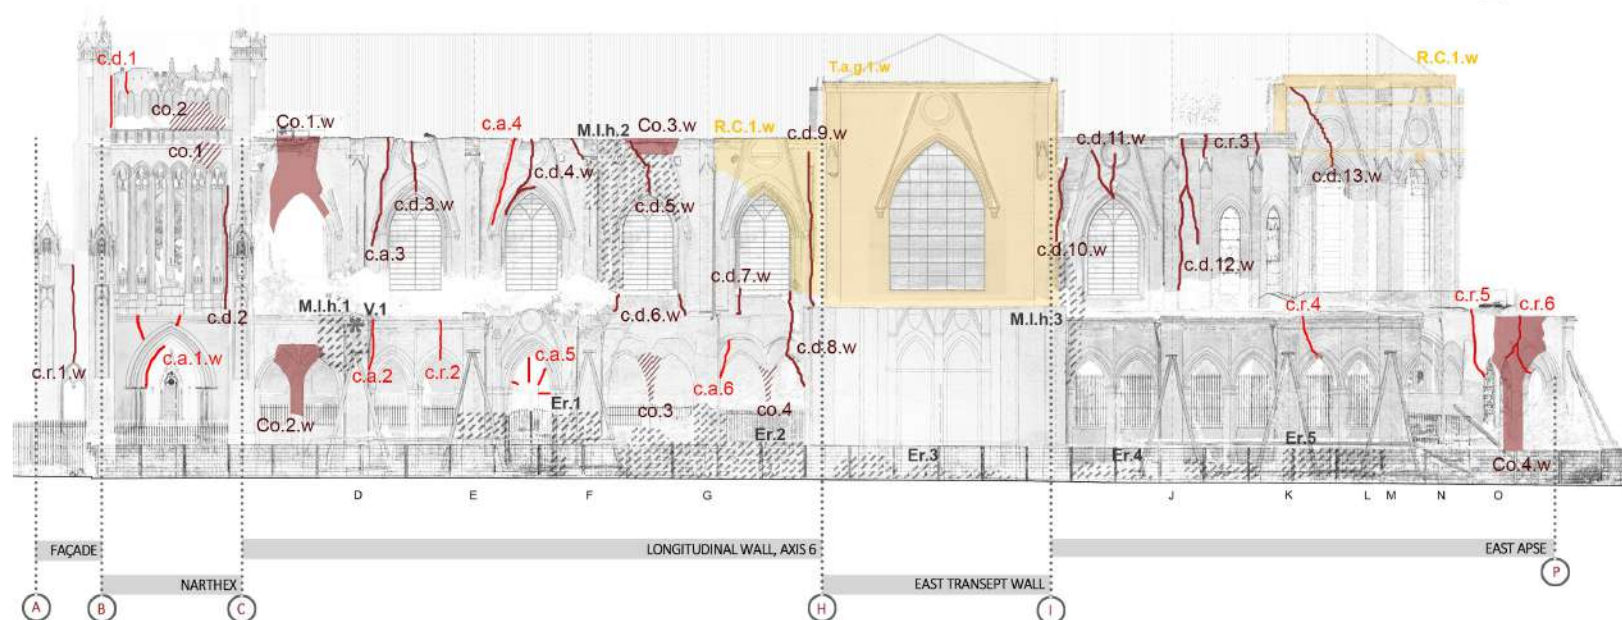 c.d.1
R.C.1.w
T.a.g.1.w
co.2
Co.1.w
c.a.4
M.I.h.2
Co.3.w
R.C.1.w
c.d.9.w
c.d.11.w
c.r.3
co.1
c.d.4.w
c.d.13.w
c.d.3.w
c.d.5.w
c.a.3
c.d.10.w
c.d.12.w
c.d.7.w
M.I.h.1
V.1
c.d.2
c.d.6.w
M.I.h.3
c.r.4
c.r.5
c.r.6
c.r.1.w
c.a.1.w
c.a.2
c.r.2
c.a.5
c.a.6
c.d.8.w
Er.1
co.3
co.4
Co.2.w
Er.2
Er.3
Er.4
Er.5
Co.4.w
D
E
F
G
J
K
L
M
N
O
FAÇADE
LONGITUDINAL WALL, AXIS 6
EAST APSE
NARTHEX
EAST TRANSEPT WALL
P
A
B
C
H
I